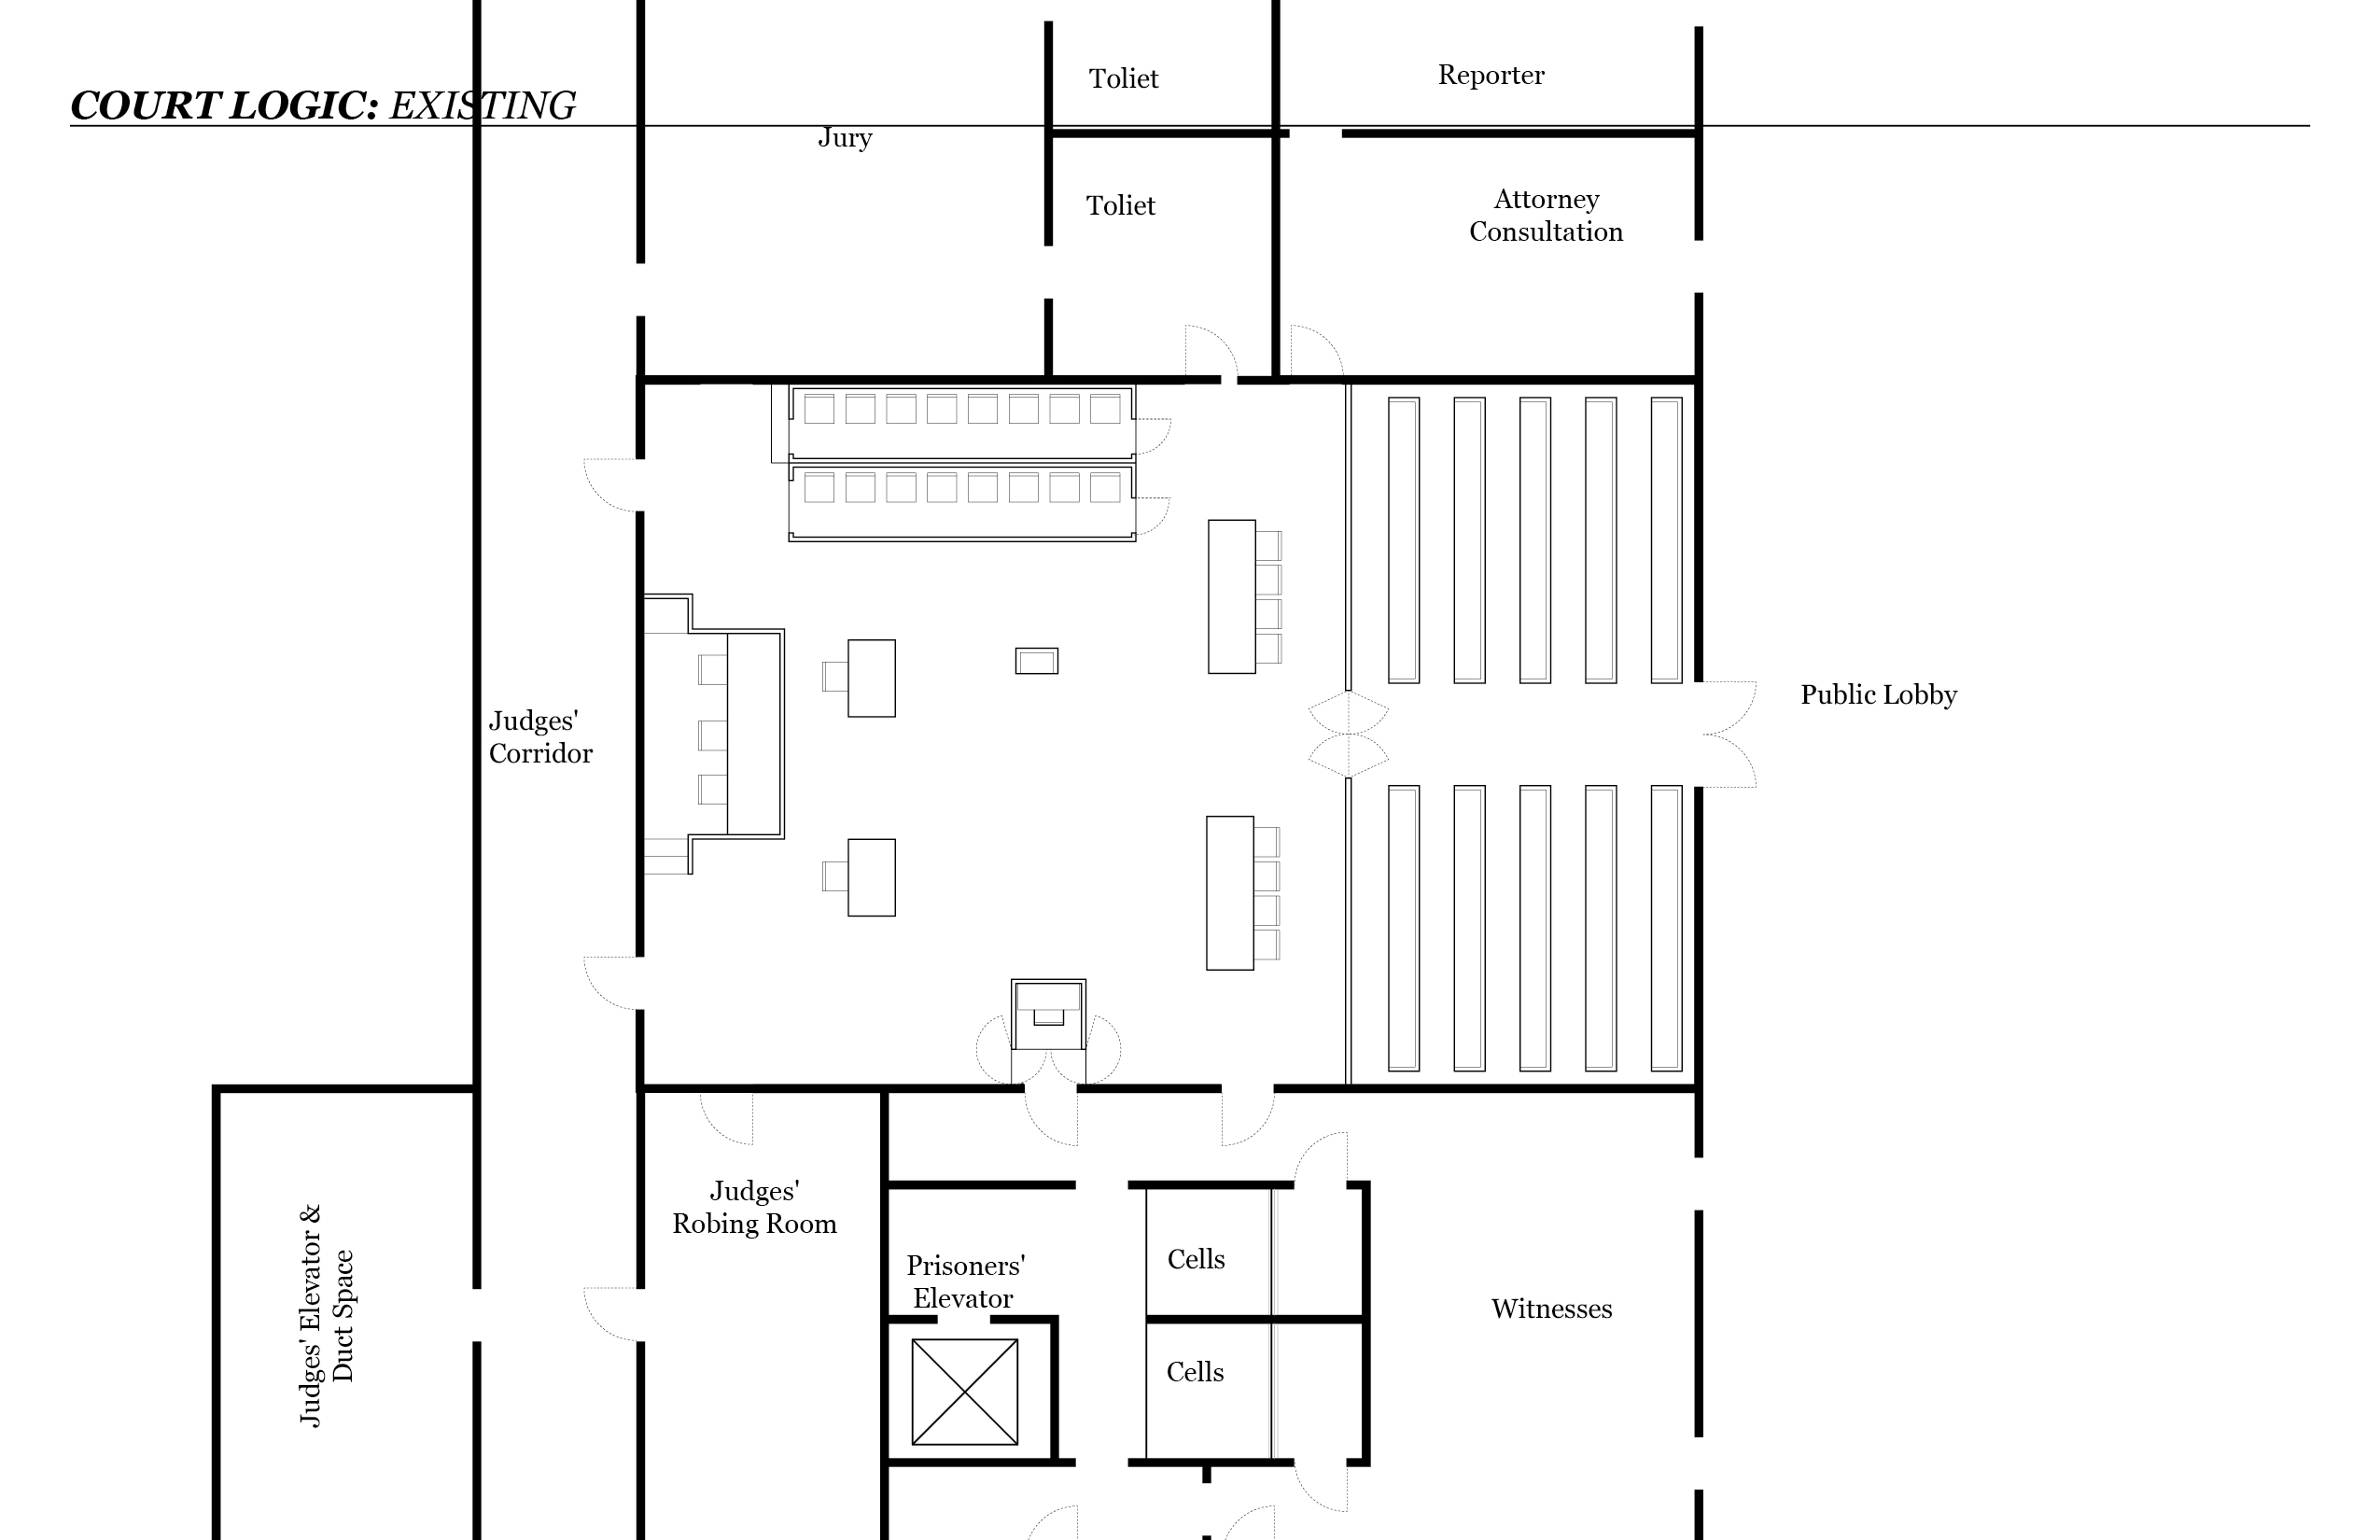 COURT LOGIC: EXISTING
Toliet
Reporter
Jury
Toliet
Attorney
Consultation
Judges'
Corridor
Public Lobby
Judges' Elevator &
Duct Space
Judges'
Robing Room
Prisoners'
Elevator
Cells
Cells
Witnesses